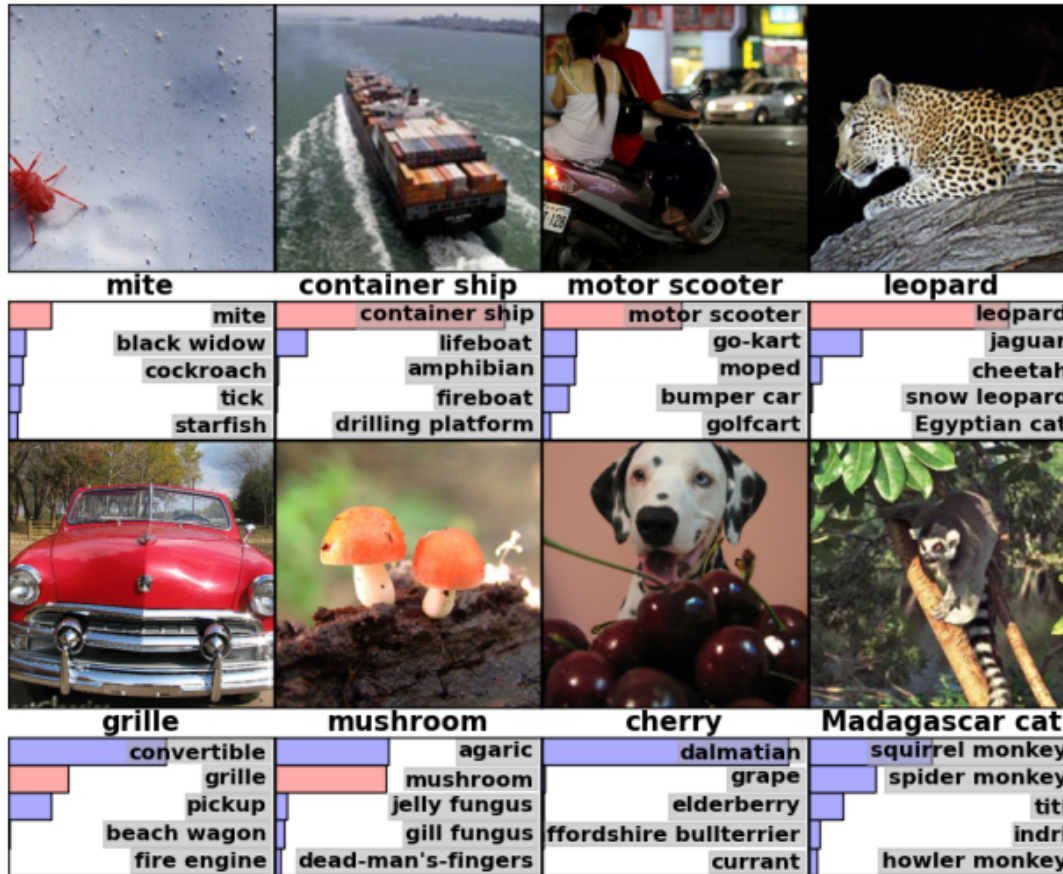 mite
container ship
motor scooter
leopard
mite
black widow
cockroach
tick
starfish
container ship
lifeboat
amphibian
fireboat
drilling platform
motor scooter
go-kart
moped
bumper car
golfcart
leopard
jaguar
cheetah
snow leopard
Egyptian cat
grille
mushroom
cherry
Madagascar cat
convertible
grille
pickup
beach wagon
fire engine
agaric
mushroom
jelly fungus
gill fungus
dead-man's-fingers
dalmatian
grape
elderberry
ffordshire bullterrier
currant
squirrel monkey
spider monkey
titi
indri
howler monkey